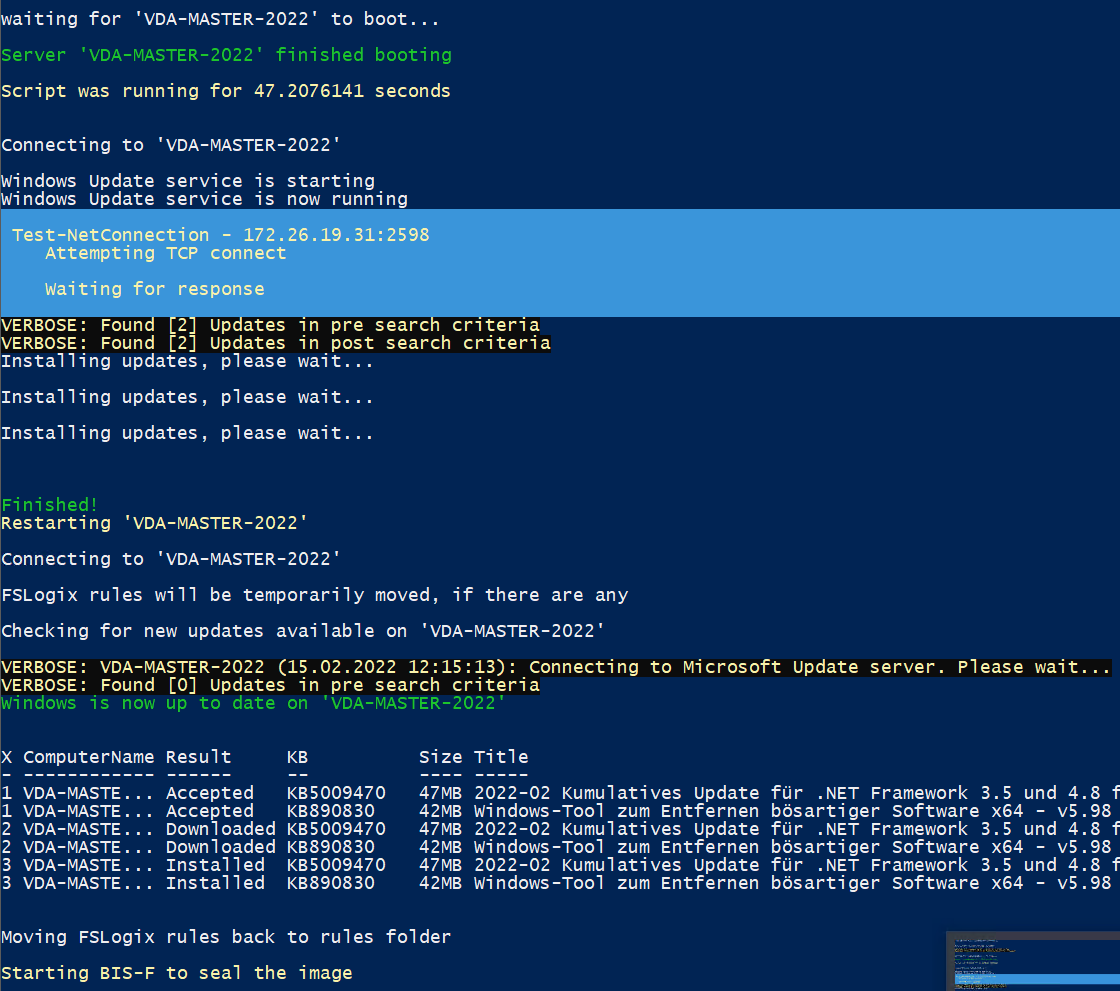 waiting for 'VDA-MASTER-2022' to boot...
Server 'VDA-MASTER-2022' finished booting
Script was running for 47.2076141 seconds
Connecting to 'VDA-MASTER-2022'
Windows Update service is starting
Windows Update service is now running
Test-NetConnection - 172.26.19.31:2598
Attempting TCP connect
Waiting for response
VERBOSE: Found [2] Updates in pre search criteria
VERBOSE: Found [2] Updates in post search criteria
Installing updates, please wait...
Installing updates, please wait...
Installing updates, please wait...
Finished!
Restarting 'VDA-MASTER-2022'
Connecting to 'VDA-MASTER-2022'
FSLogix rules will be temporarily moved, if there are any
Checking for new updates available on 'VDA-MASTER-2022'
VERBOSE: VDA-MASTER-2022 (15.02.2022 12:15:13): Connecting to Microsoft Update server. Please wait...
VERBOSE: Found [0] Updates in pre search criteria
Windows is now up to date on 'VDA-MASTER-2022'
X ComputerName Result     KB          Size Title
- ------------ ------     --          ---- -----
1 VDA-MASTE... Accepted   KB5009470   47MB 2022-02 Kumulatives Update für .NET Framework 3.5 und 4.8 f
1 VDA-MASTE... Accepted   KB890830    42MB Windows-Tool zum Entfernen bösartiger Software x64 - v5.98
2 VDA-MASTE... Downloaded KB5009470   47MB 2022-02 Kumulatives Update für .NET Framework 3.5 und 4.8 f
2 VDA-MASTE... Downloaded KB890830    42MB Windows-Tool zum Entfernen bösartiger Software x64 - v5.98
3 VDA-MASTE... Installed  KB5009470   47MB 2022-02 Kumulatives Update für .NET Framework 3.5 und 4.8 f
3 VDA-MASTE... Installed  KB890830    42MB Windows-Tool zum Entfernen bösartiger Software x64 - v5.98
Moving FSLogix rules back to rules folder
Starting BIS-F to seal the image